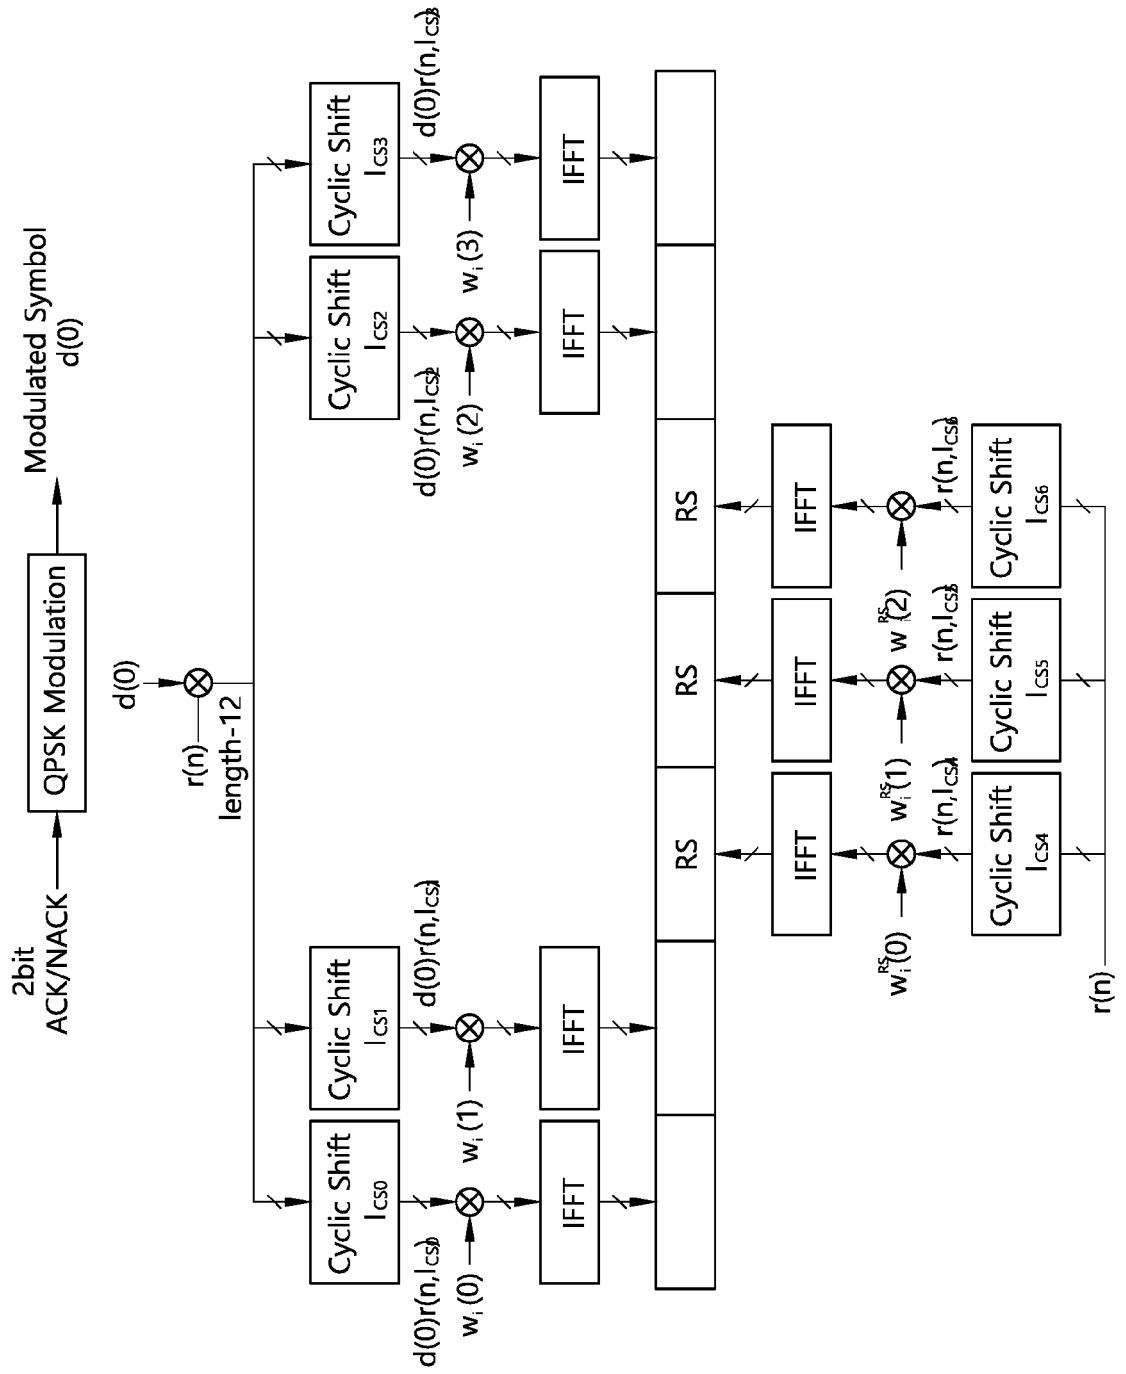 2bit
ACK/NACK
QPSK Modulation
Modulated Symbol
d(0)
d(0)
r(n)
length-12
Cyclic Shift
ICS0
Cyclic Shift
ICS1
Cyclic Shift
ICS2
Cyclic Shift
ICS3
d(0)r(n,ICS0)
d(0)r(n,ICS1)
d(0)r(n,ICS2)
d(0)r(n,ICS3)
wi(0)
wi(1)
wi(2)
wi(3)
IFFT
IFFT
IFFT
IFFT
RS
RS
RS
IFFT
IFFT
IFFT
wiRS(0)
wiRS(1)
wiRS(2)
r(n,ICS4)
r(n,ICS5)
r(n,ICS6)
Cyclic Shift
ICS4
Cyclic Shift
ICS5
Cyclic Shift
ICS6
r(n)